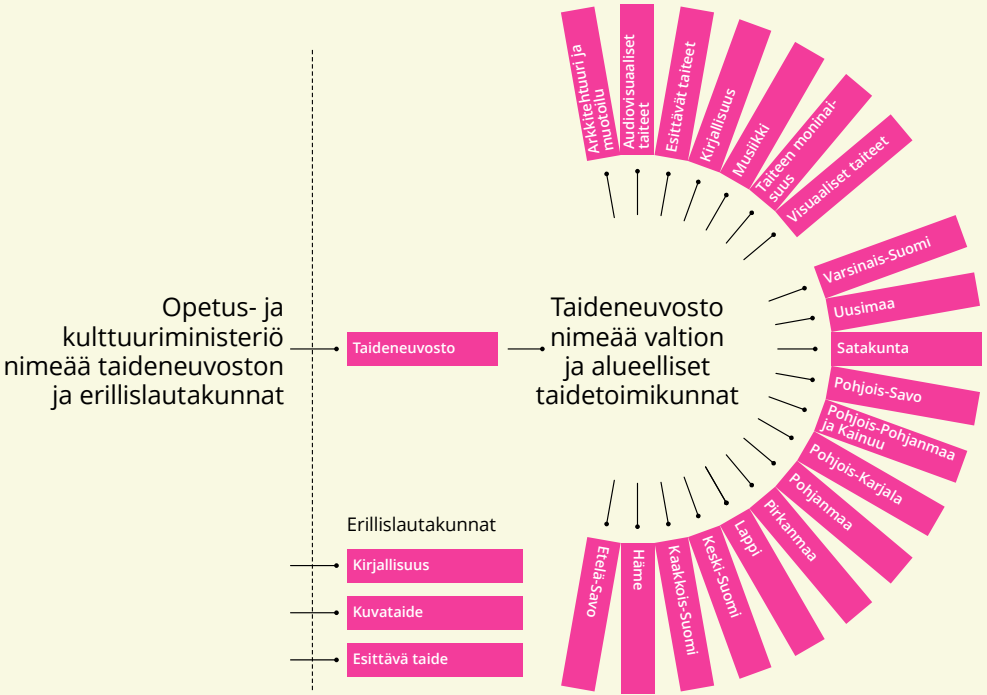 Opetus- ja
kulttuuriministeriö
nimeää taideneuvoston
ja erillislautakunnat
Taideneuvosto
Erillislautakunnat
Kirjallisuus
Kuvataide
Esittävä taide
Taideneuvosto
nimeää valtion
ja alueelliset
taidetoimikunnat
Arkkitehtuuri ja
muotoilu
Audiovisuaaliset
taiteet
Esittävät taiteet
Kirjallisuus
Musiikki
Taiteen moninai-
suus
Visuaaliset taiteet
Varsinais-Suomi
Uusimaa
Satakunta
Pohjois-Savo
Pohjois-Pohjanmaa
ja Kainuu
Pohjois-Karjala
Pohjanmaa
Pirkanmaa
Lappi
Keski-Suomi
Kaakkois-Suomi
Häme
Etelä-Savo